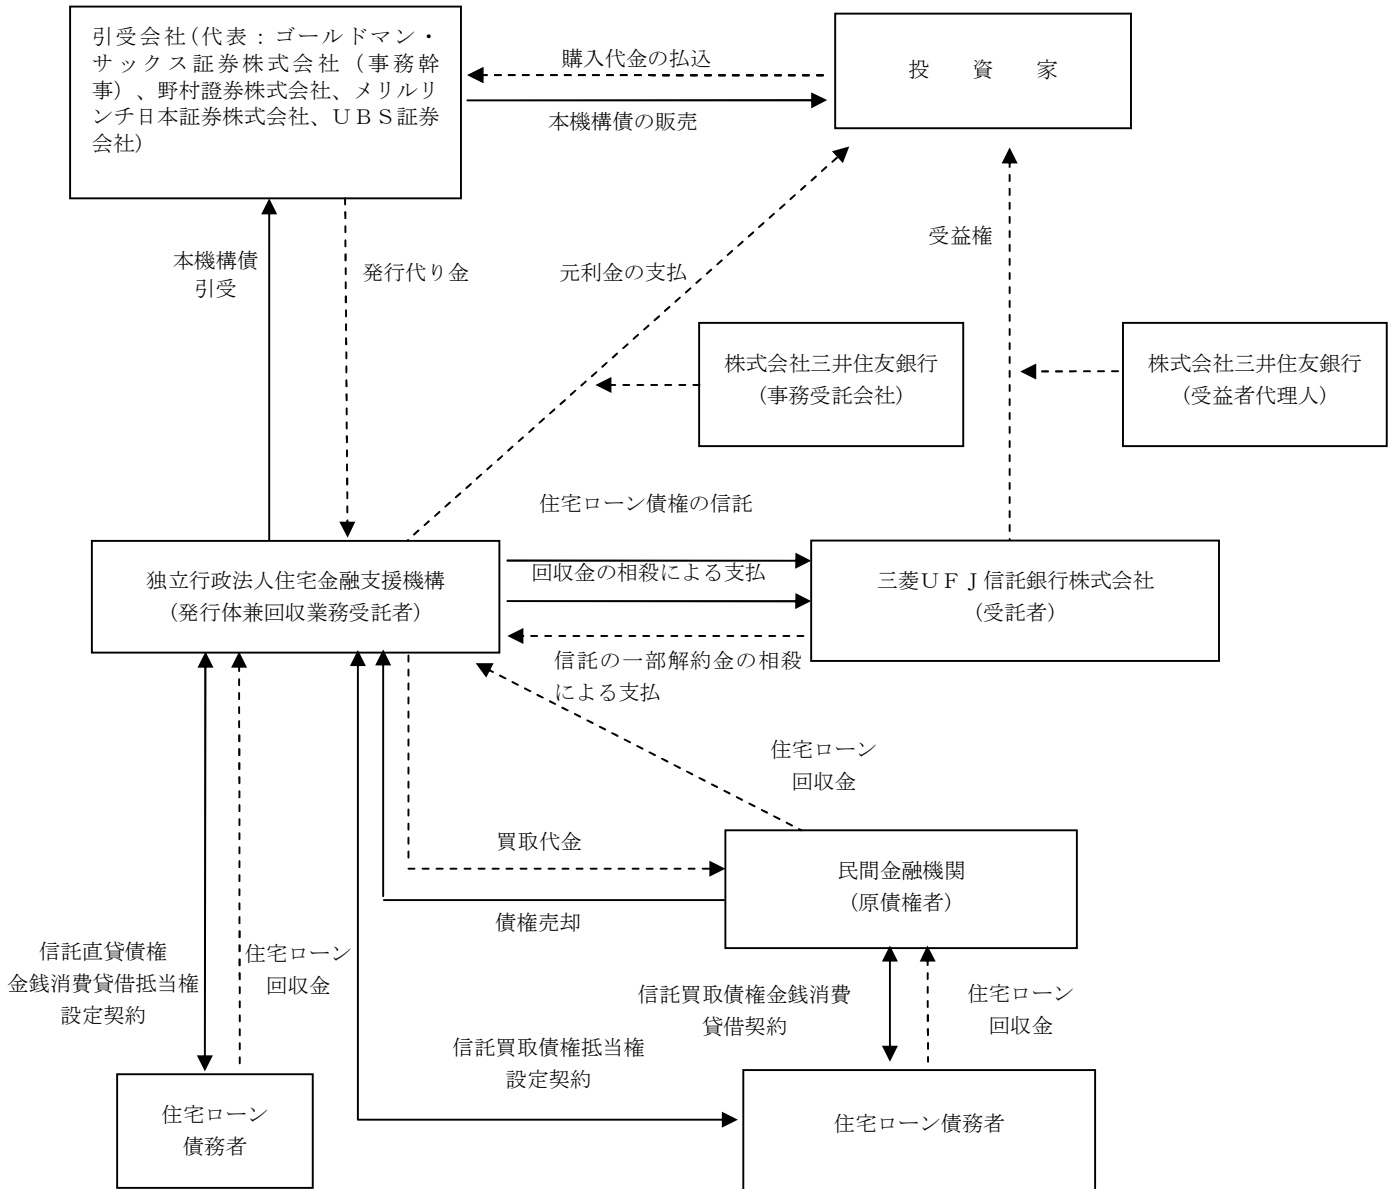 引受会社(代表：ゴールドマン・
サックス証券株式会社（事務幹
事）、野村證券株式会社、メリルリ
ンチ日本証券株式会社、ＵＢＳ証券
会社)
購入代金の払込
本機構債の販売
投　資　家
本機構債
引受
発行代り金
元利金の支払
受益権
株式会社三井住友銀行
（事務受託会社）
株式会社三井住友銀行
（受益者代理人）
住宅ローン債権の信託
独立行政法人住宅金融支援機構
（発行体兼回収業務受託者）
回収金の相殺による支払
三菱ＵＦＪ信託銀行株式会社
（受託者）
信託の一部解約金の相殺
による支払
住宅ローン
回収金
買取代金
民間金融機関
（原債権者）
債権売却
信託直貸債権
金銭消費貸借抵当権
設定契約
住宅ローン
回収金
信託買取債権金銭消費
貸借契約
住宅ローン
回収金
信託買取債権抵当権
設定契約
住宅ローン
債務者
住宅ローン債務者